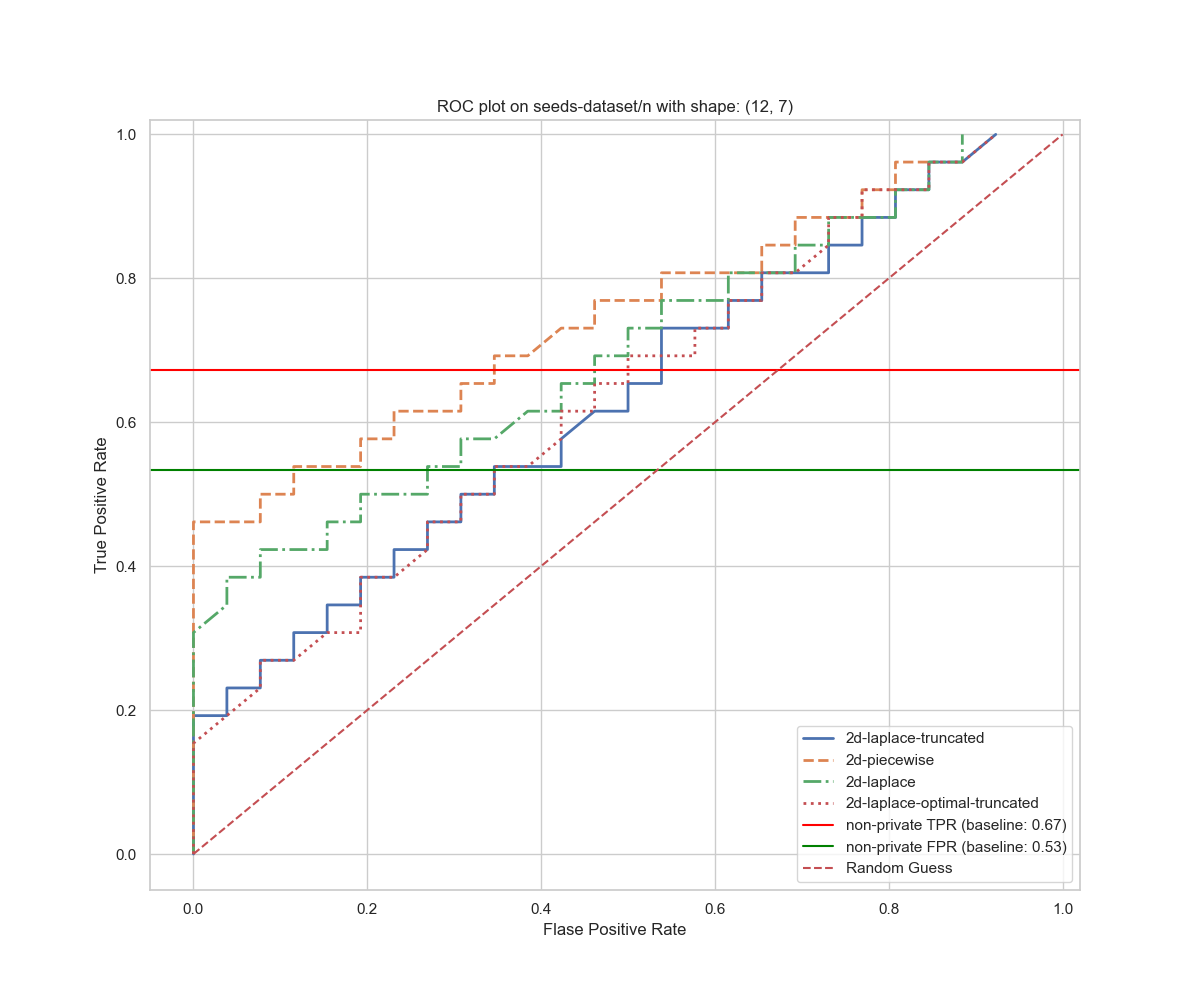 ROC plot on seeds-dataset/n with shape: (12, 7)
True Positive Rate
1.0
0.8
0.6
0.4
0.2
0.0
0.0 0.2 0.4 0.6 0.8 1.0
Flase Positive Rate
2d-laplace-truncated
2d-piecewise
2d-laplace
2d-laplace-optimal-truncated
non-private TPR (baseline: 0.67)
non-private FPR (baseline: 0.53)
Random Guess